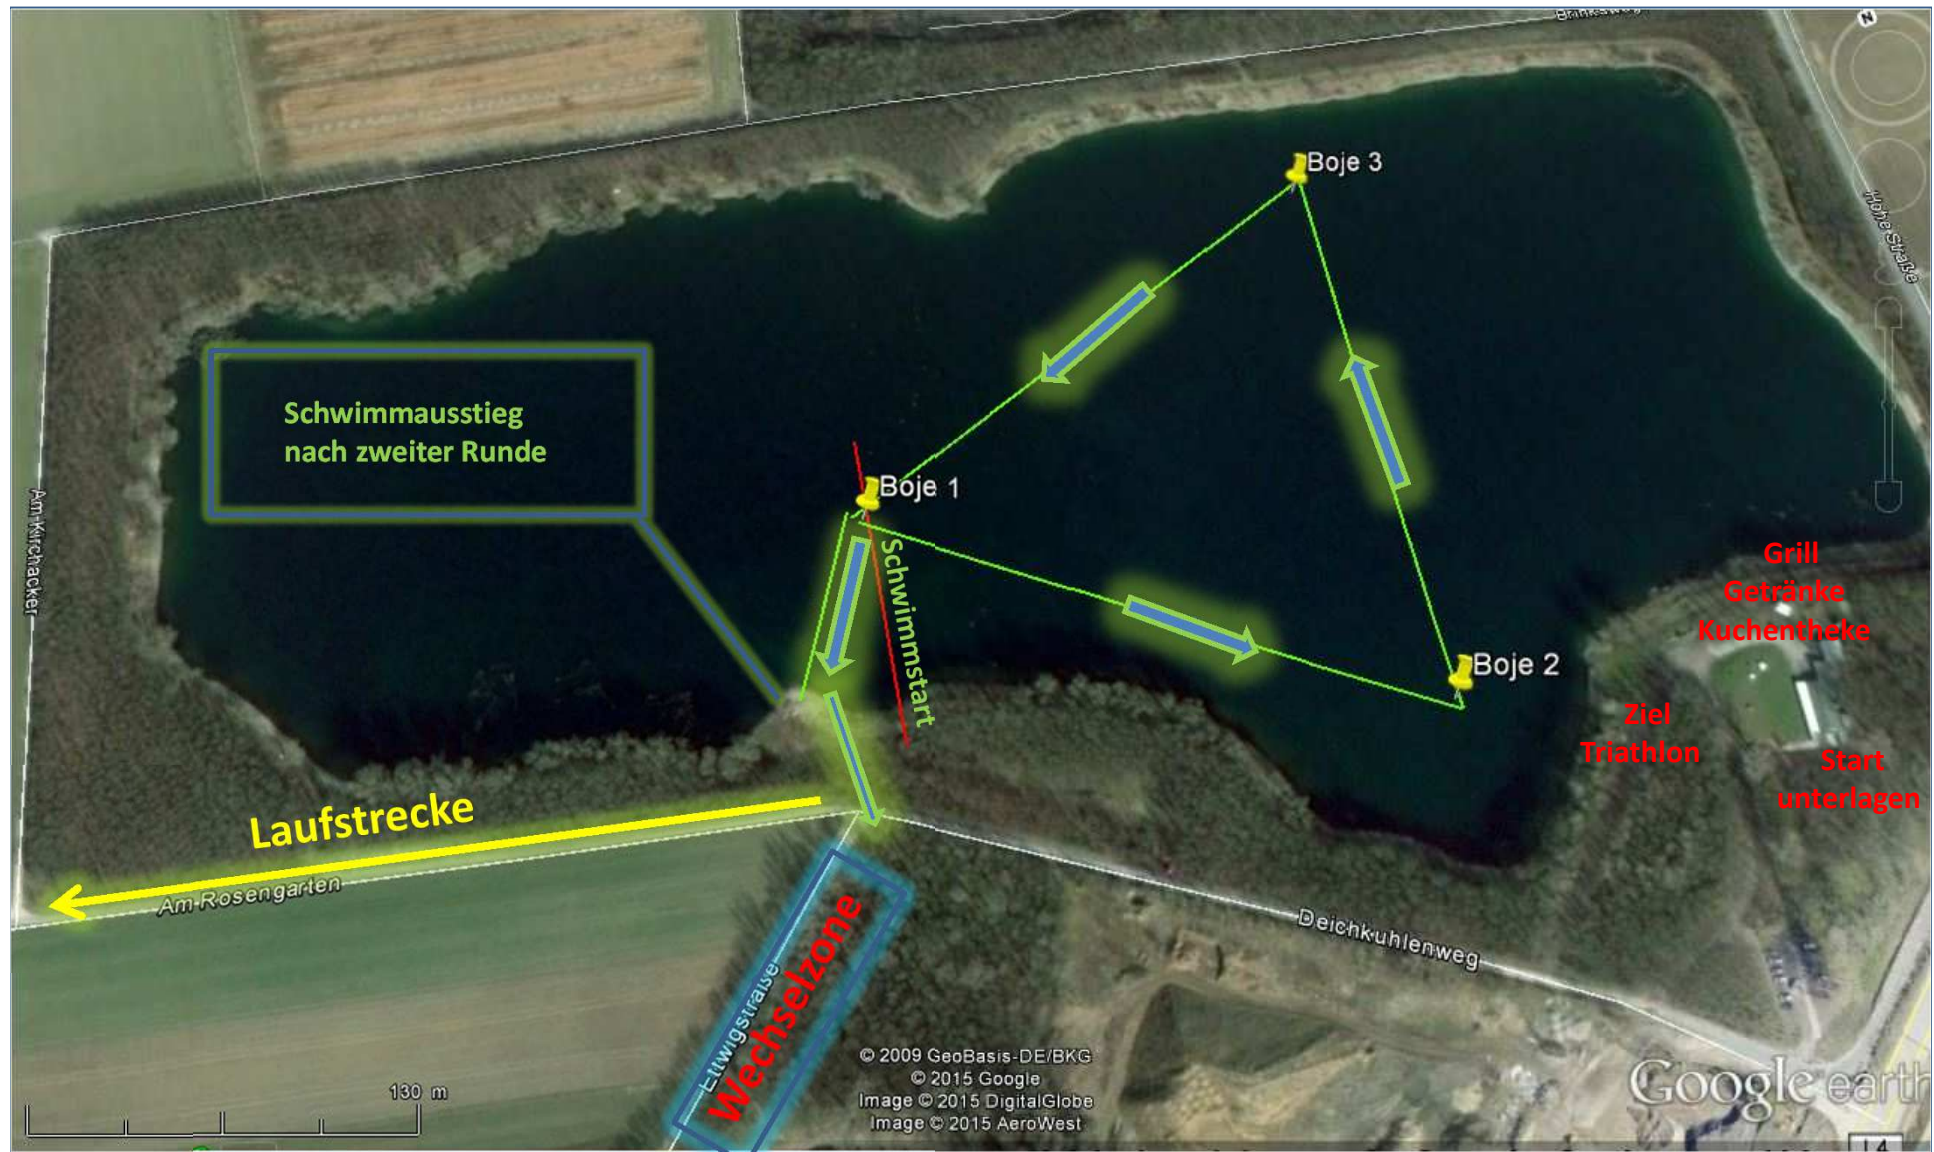 Brinksweg
N
Boje 3
Hohe Straße
Schwimmausstieg
nach zweiter Runde
Boje 1
Am Kirchacker
Schwimmstart
Grill
Getränke
Kuchentheke
Boje 2
Ziel
Triathlon
Start
unterlagen
Laufstrecke
Am Rosengarten
Wechselzone
Deichkuhlenweg
130 m
© 2009 GeoBasis-DE/BKG
© 2015 Google
Image © 2015 DigitalGlobe
Image © 2015 AeroWest
Google earth
L4